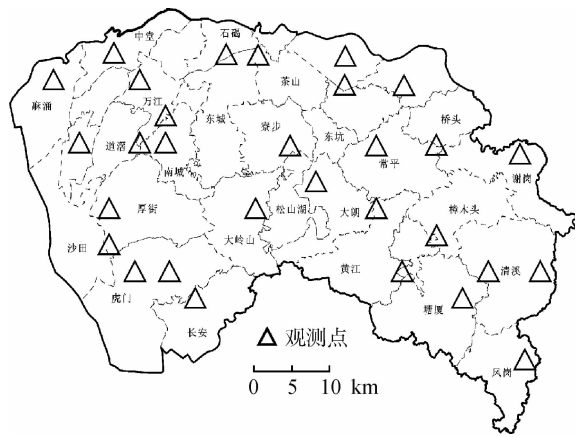 中堂
石碣
茶山
麻涌
万江
东城
寮步
东坑
桥头
道滘
南城
常平
谢岗
厚街
松山湖
大朗
樟木头
沙田
大岭山
黄江
清溪
虎门
长安
塘厦
风岗
观测点
0 5 10 km